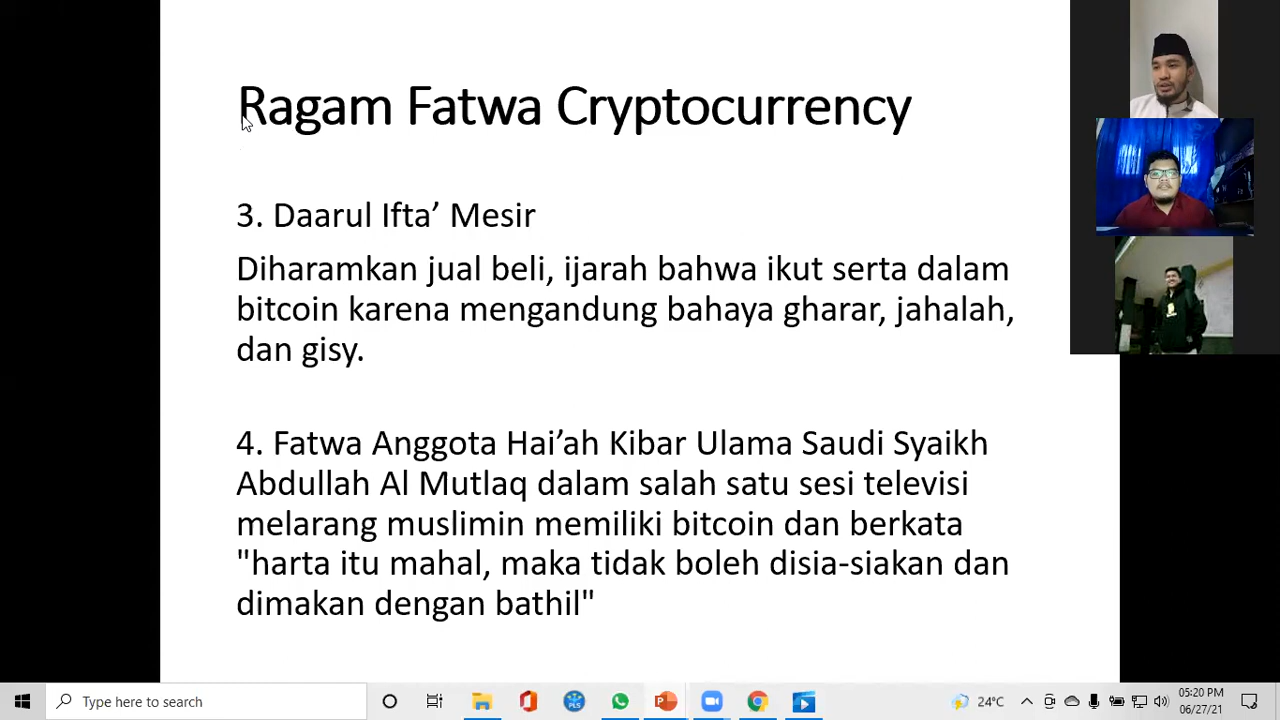 Ragam Fatwa Cryptocurrency
3. Daarul Ifta’ Mesir
Diharamkan jual beli, ijarah bahwa ikut serta dalam
bitcoin karena mengandung bahaya gharar, jahalah,
dan gisy.
4. Fatwa Anggota Hai’ah Kibar Ulama Saudi Syaikh
Abdullah Al Mutlaq dalam salah satu sesi televisi
melarang muslimin memiliki bitcoin dan berkata
"harta itu mahal, maka tidak boleh disia-siakan dan
dimakan dengan bathil"
Type here to search
PLS
24°C
05:20 PM
06/27/21